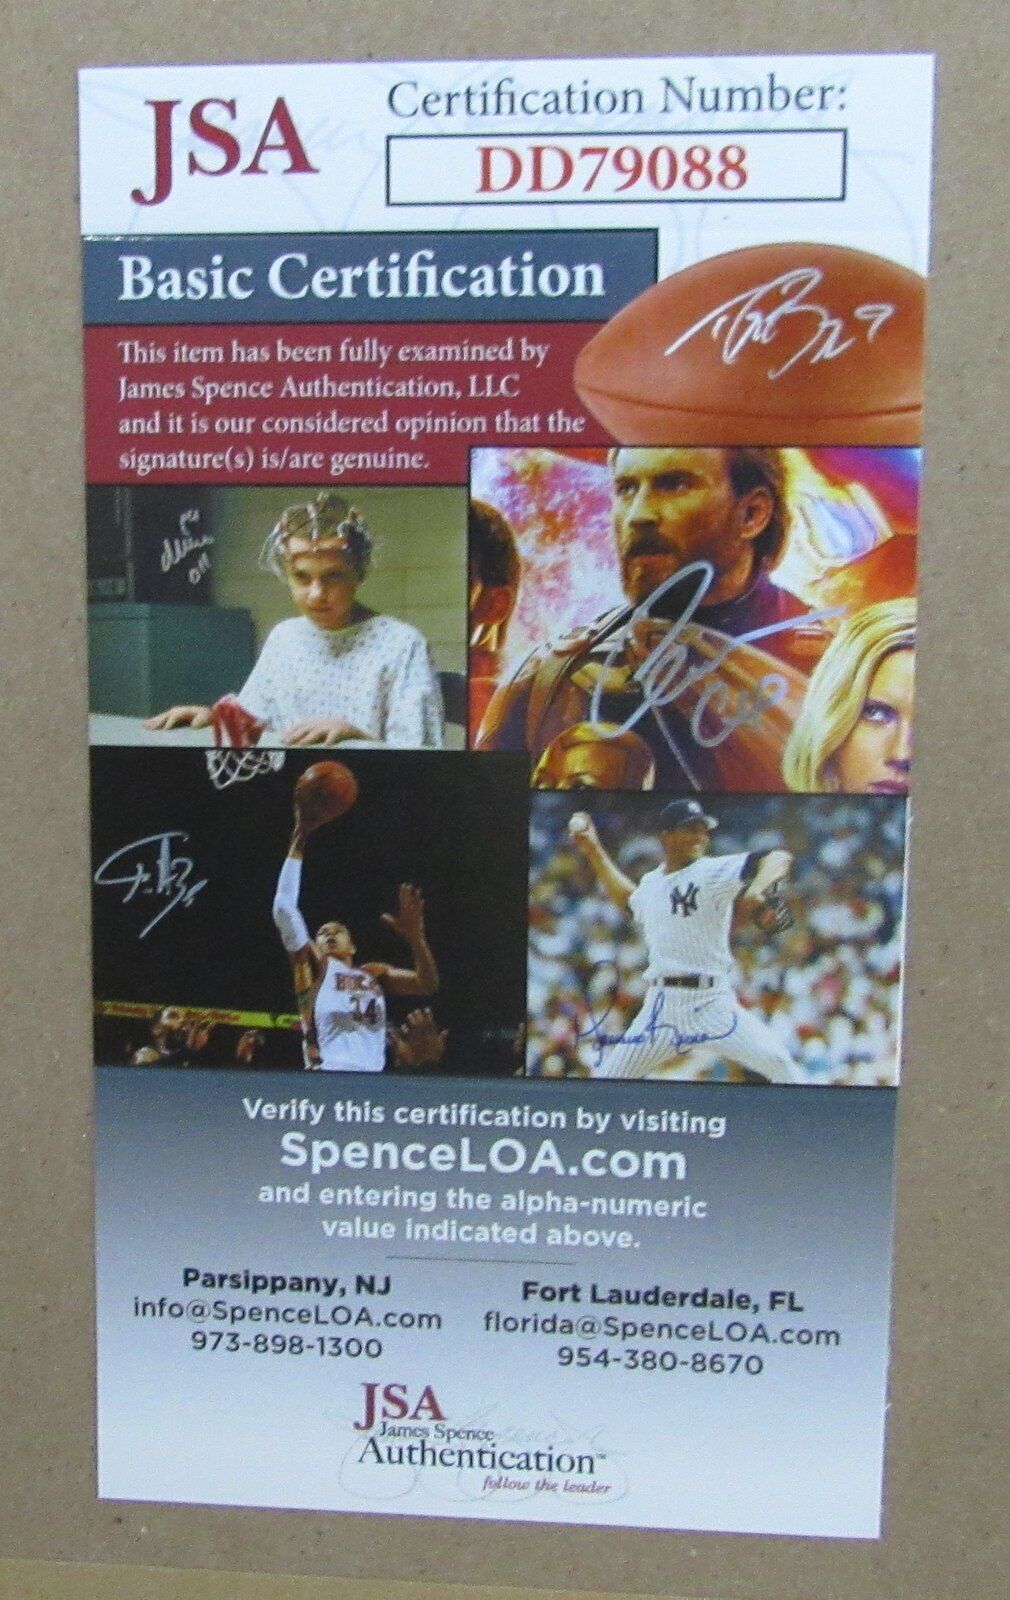 JSA
Certification Number:
DD79088
Basic Certification
This item has been fully examined by
James Spence Authentication, LLC
and it is our considered opinion that the
signature(s) is/are genuine.
34
Verify this certification by visiting
SpenceLOA.com
and entering the alpha-numeric
value indicated above.
Parsippany, NJ
info@SpenceLOA.com
973-898-1300
Fort Lauderdale, FL
florida@SpenceLOA.com
954-380-8670
JSA
James Spence
Authentication™
follow the leader